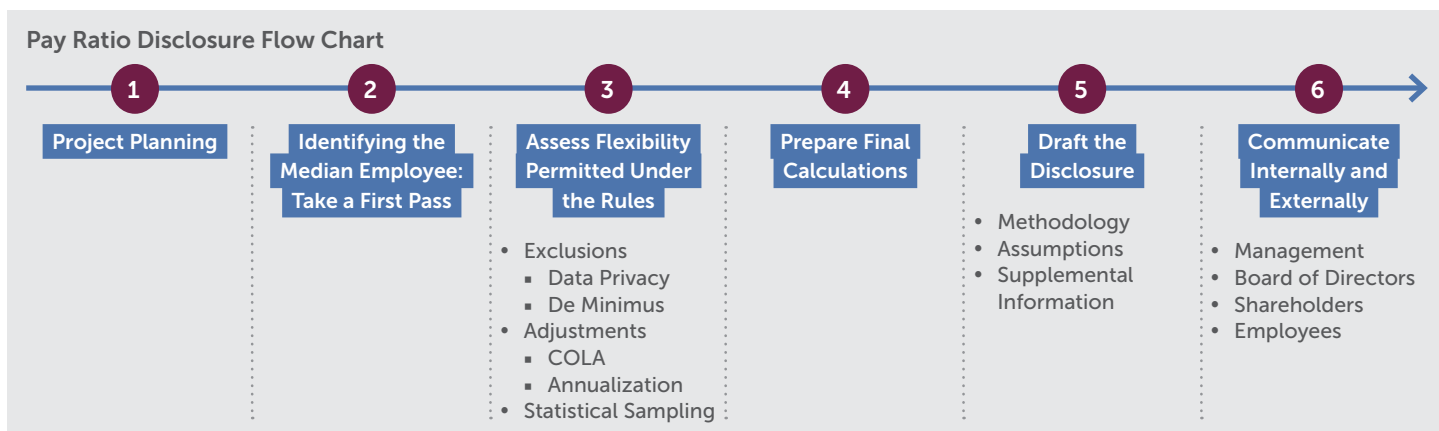 Pay Ratio Disclosure Flow Chart
1
Project Planning
2
Identifying the
Median Employee:
Take a First Pass
3
Assess Flexibility
Permitted Under
the Rules
• Exclusions
▪ Data Privacy
▪ De Minimus
• Adjustments
▪ COLA
▪ Annualization
• Statistical Sampling
4
Prepare Final
Calculations
5
Draft the
Disclosure
• Methodology
• Assumptions
• Supplemental
Information
6
Communicate
Internally and
Externally
• Management
• Board of Directors
• Shareholders
• Employees